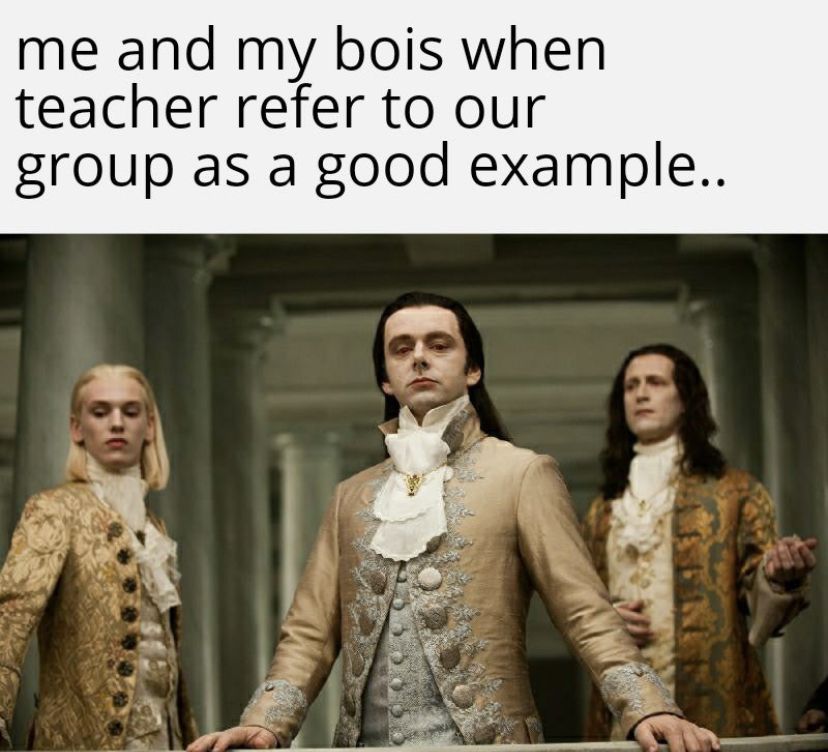 me and my bois when
teacher refer to our
group as a good example..